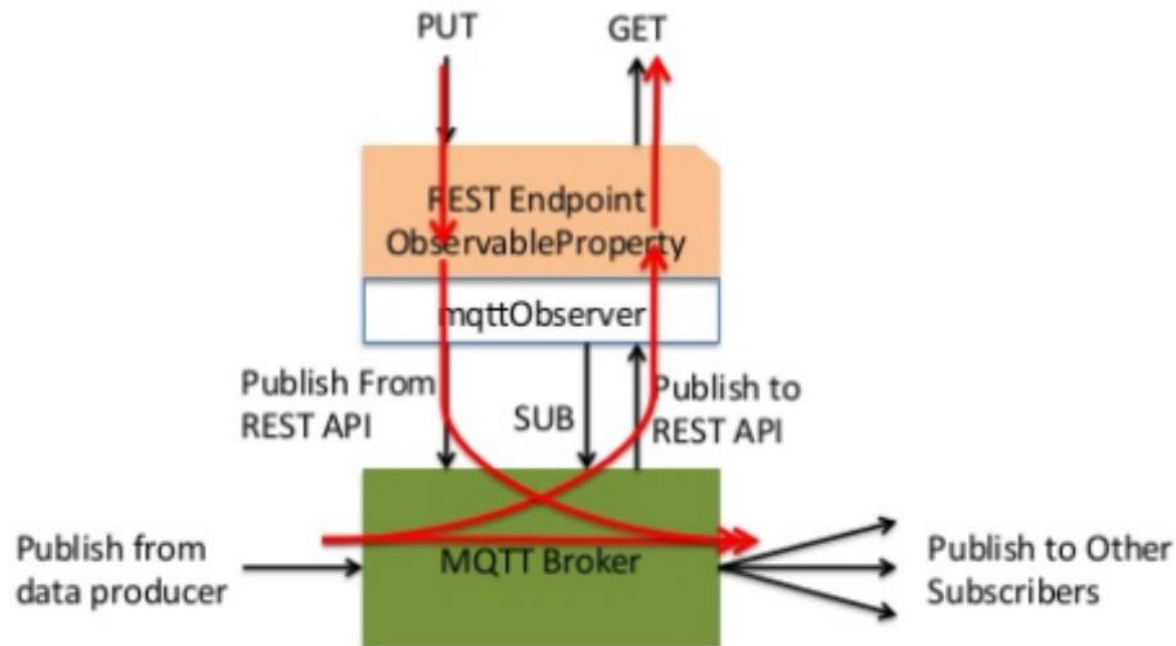 PUT
GET
REST Endpoint
ObservableProperty
mqttObserver
Publish From
REST API
SUB
Publish to
REST API
Publish from
data producer
MQTT Broker
Publish to Other
Subscribers